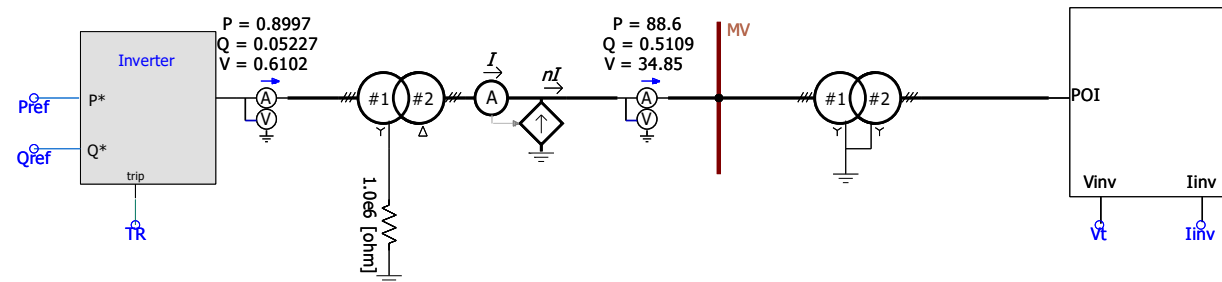 P = 0.8997
Q = 0.05227
V = 0.6102
P = 88.6
Q = 0.5109
V = 34.85
MV
Inverter
I
nI
A
V
#1
#2
A
A
V
#1
#2
POI
Pref
P*
Qref
Q*
trip
TR
Y
Δ
Y
Y
1.0e6 [ohm]
Vinv
Iinv
Vt
Iinv